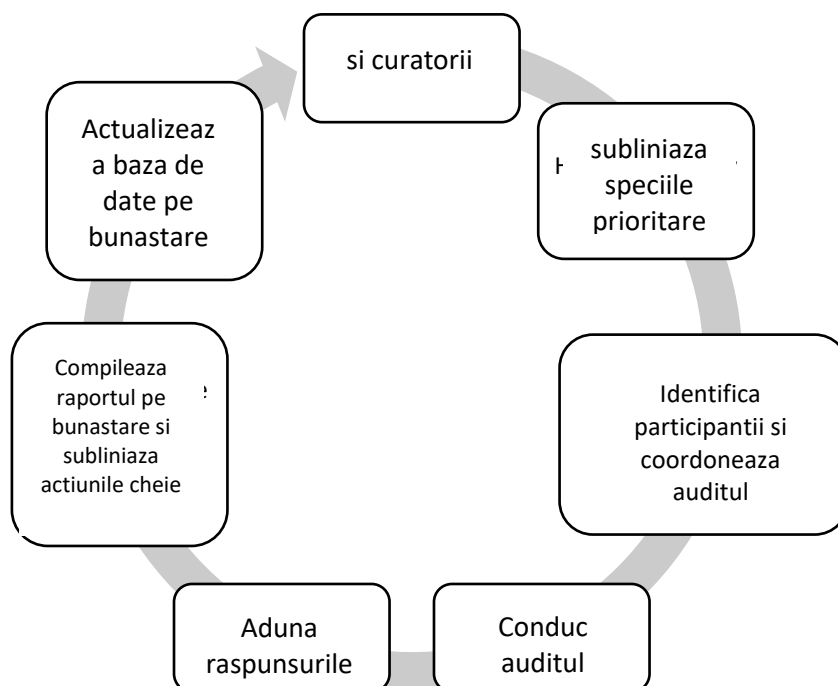 si curatorii
subliniaza
speciile
prioritare
Identifica
participantii si
coordoneaza
auditul
Conduc
auditul
Aduna
raspunsurile
Compileaza
raportul pe
bunastare si
subliniaza
actiunile cheie
Actualizeaz
a baza de
date pe
bunastare